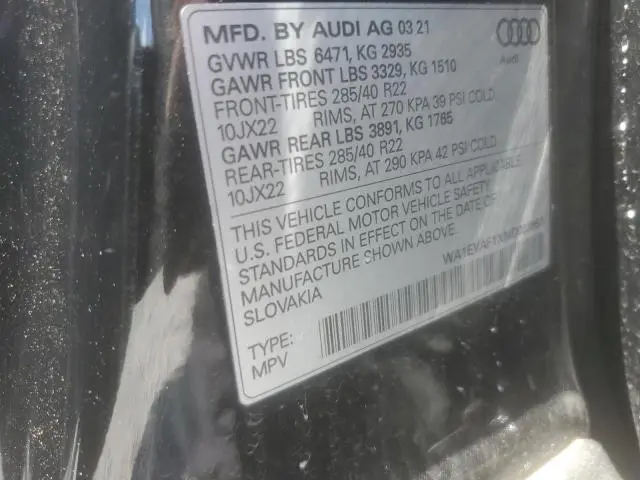 MFD. BY AUDI AG 03 21
GVWR LBS 6471, KG 2935
GAWR FRONT LBS 3329, KG 1510
FRONT-TIRES 285/40 R22
10JX22 RIMS, AT 270 KPA 39 PSI COLD
GAWR REAR LBS 3891, KG 1765
REAR-TIRES 285/40 R22
10JX22 RIMS, AT 290 KPA 42 PSI COLD
THIS VEHICLE CONFORMS TO ALL APPLICABLE
U.S. FEDERAL MOTOR VEHICLE SAFETY
STANDARDS IN EFFECT ON THE DATE OF
MANUFACTURE SHOWN ABOVE.
SLOVAKIA
TYPE:
MPV
Audi